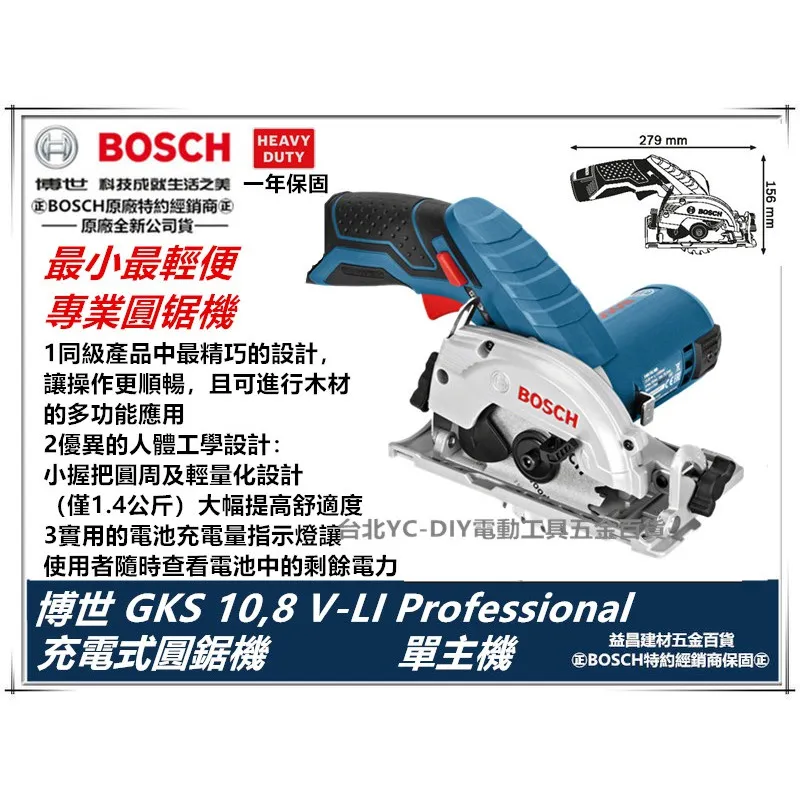 BOSCH
HEAVY
DUTY
博世 科技成就生活之美
一年保固
㊣BOSCH原廠特約經銷商㊣
原廠全新公司貨
最小最輕便
專業圓鋸機
1同級產品中最精巧的設計,
讓操作更順暢，且可進行木材
的多功能應用
2優異的人體工學設計:
小握把圓周及輕量化設計
（僅1.4公斤）大幅提高舒適度
3實用的電池充電量指示燈讓
使用者隨時查看電池中的剩餘電力
279 mm
156 mm
BOSCH
BOSCH
台北YC-DIY電動工具五金百貨
博世 GKS 10,8 V-LI Professional
充電式圓鋸機 單主機
益昌建材五金百貨
㊣BOSCH特約經銷商保固㊣